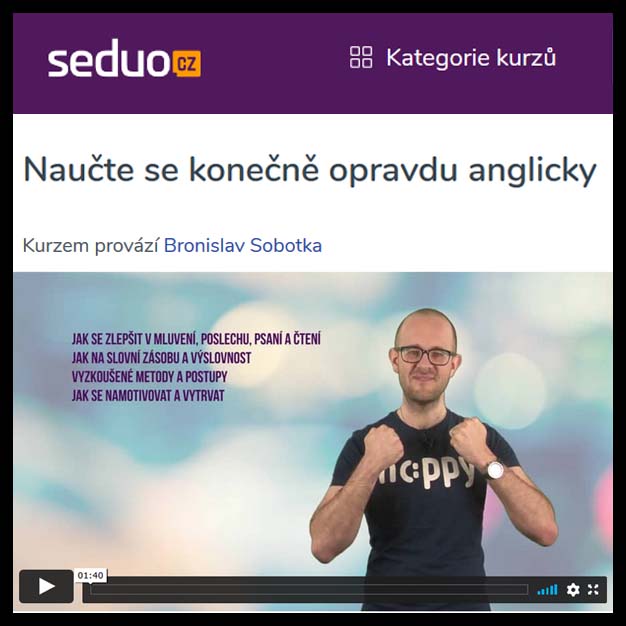 seduo.cz
Kategorie kurzů
Naučte se konečně opravdu anglicky
Kurzem provází Bronislav Sobotka
JAK SE ZLEPŠIT V MLUVENÍ, POSLECHU, PSANÍ A ČTENÍ
JAK NA SLOVNÍ ZÁSOBU A VÝSLOVNOST
VYZKOUŠENÉ METODY A POSTUPY
JAK SE NAMOTIVOVAT A VYTRVAT
n<:ppy
01:40